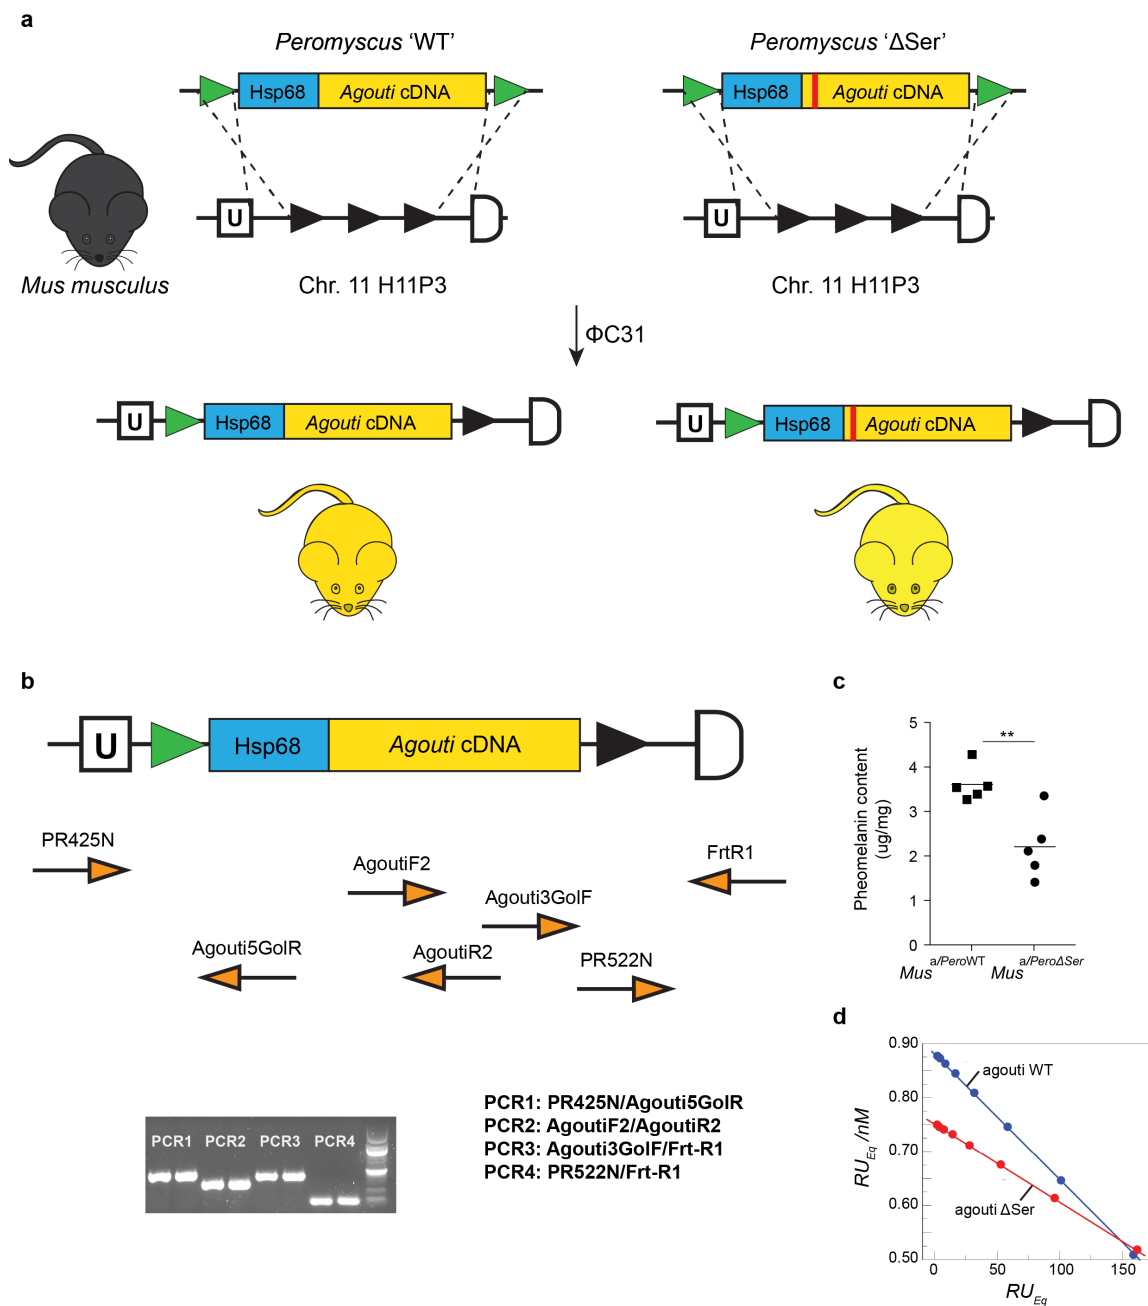 a
Peromyscus ‘WT’
Peromyscus ‘ΔSer’
Hsp68
Agouti cDNA
Hsp68
Agouti cDNA
U
U
Mus musculus
Chr. 11 H11P3
Chr. 11 H11P3
ΦC31
U
Hsp68
Agouti cDNA
U
Hsp68
Agouti cDNA
b
U
Hsp68
Agouti cDNA
PR425N
AgoutiF2
FrtR1
Agouti3GolF
Agouti5GolR
AgoutiR2
PR522N
PCR1 PCR2 PCR3 PCR4
PCR1: PR425N/Agouti5GolR
PCR2: AgoutiF2/AgoutiR2
PCR3: Agouti3GolF/Frt-R1
PCR4: PR522N/Frt-R1
c
Pheomelanin content
(ug/mg)
5
4
3
2
1
0
**
Mus a/PeroWT
Mus a/PeroΔSer
d
RUEq/nM
0.90
0.80
0.70
0.60
0.50
agouti WT
agouti ΔSer
0 50 100 150
RUEq